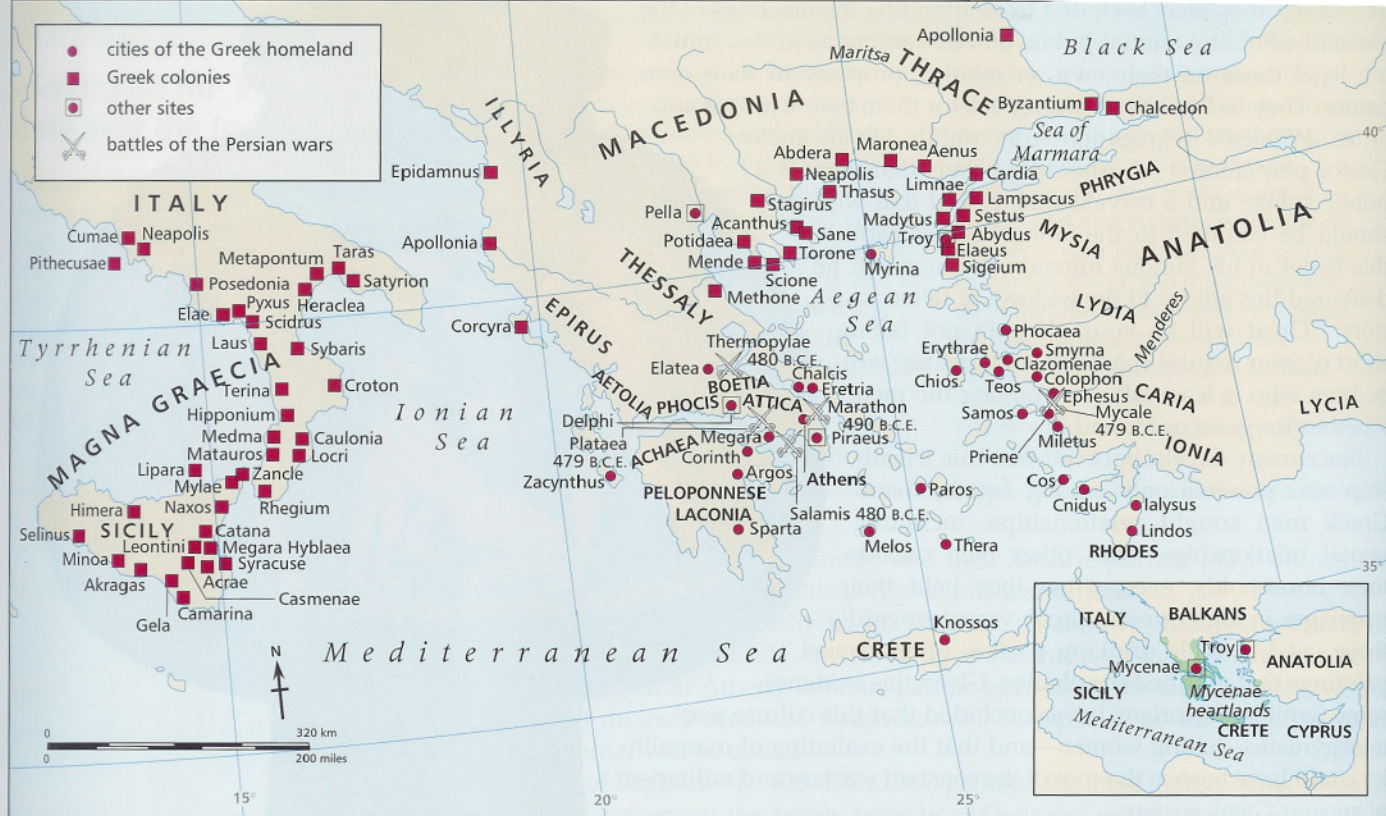 cities of the Greek homeland
Greek colonies
other sites
battles of the Persian wars
Apollonia
Black Sea
Maritsa
THRACE
Byzantium
Chalcedon
Sea of
Marmara
40°
ILLYRIA
MACEDONIA
Epidamnus
Abdera
Maronea
Aenus
Neapolis
Thasus
Limnae
Cardia
PHRYGIA
ITALY
Pella
Stagirus
Lampsacus
Acanthus
Madytus
Sestus
MYSIA
ANATOLIA
Cumae
Neapolis
Pithecusae
Apollonia
Potidaea
Sane
Troy
Abydus
Mende
Torone
Elaeus
Scione
Myrina
Sigeium
Metapontum
Taras
Posedonia
Satyrion
Heraclea
Pyxus
Elae
Scidrus
THESSALY
Methone
Aegean
Sea
LYDIA
Menderes
Corcyra
EPIRUS
Tyrrhenian
Sea
Laus
Sybaris
Phocaea
Thermopylae
480 B.C.E.
Erythrae
Smyrna
Clazomenae
Elatea
Chalcis
Chios
Teos
Colophon
MAGNA GRAECIA
Terina
Croton
AETOLIA
BOETIA
Eretria
Ephesus
CARIA
LYCIA
Hipponium
Ionian
Sea
PHOCIS
ATTICA
Marathon
490 B.C.E.
Samos
Mycale
479 B.C.E.
Medma
Caulonia
Delphi
Plataea
479 B.C.E.
ACHAEA
Megara
Piraeus
Miletus
IONIA
Matauros
Locri
Corinth
Priene
Lipara
Zancle
Zacynthus
Argos
Athens
Cos
Mylae
Rhegium
PELOPONNESE
Paros
Cnidus
Ialysus
Himera
Naxos
LACONIA
Salamis 480 B.C.E.
Selinus
SICILY
Catana
Sparta
Lindos
Leontini
Megara Hyblaea
Melos
Thera
RHODES
Minoa
Syracuse
35°
Akragas
Acrae
Casmenae
Camarina
Gela
Knossos
CRETE
Mediterranean Sea
N
0
320 km
0
200 miles
15°
20°
25°
ITALY
BALKANS
Troy
Mycenae
ANATOLIA
SICILY
Mycenae
heartlands
Mediterranean Sea
CRETE
CYPRUS